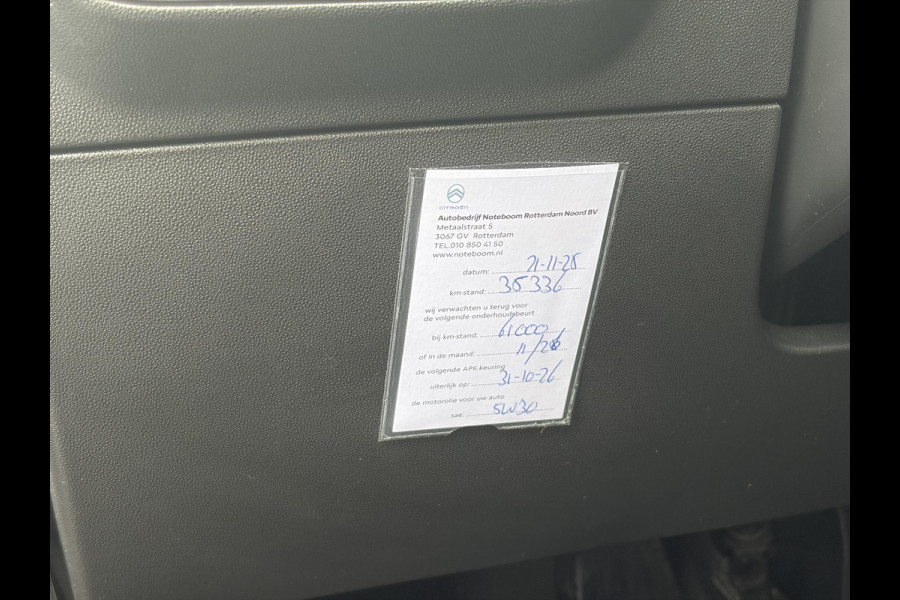 CITROËN
Autobedrijf Noteboom Rotterdam Noord BV
Metaalstraat 5
3067 GV Rotterdam
TEL.010 850 41 50
www.noteboom.nl
datum: 21-11-25
km-stand: 35336
wij verwachten u terug voor
de volgende onderhoudsbeurt
bij km-stand: 61000
of in de maand: 11/26
de volgende APK-keuring
uiterlijk op: 31-10-26
de motorolie voor uw auto
sae: 5W30